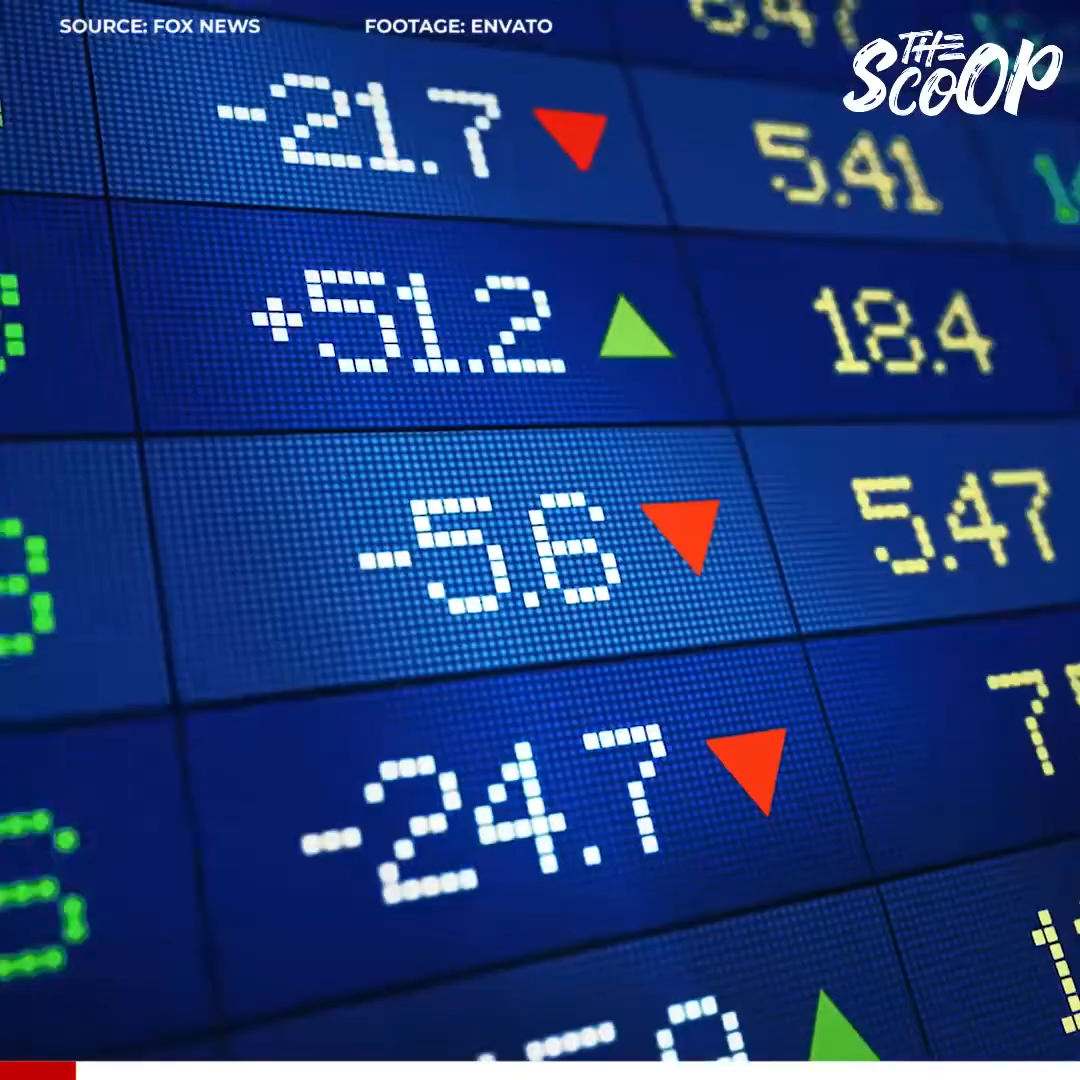 SOURCE: FOX NEWS FOOTAGE: ENVATO
THE
SCOOP
-21.7 5.41
+51.2 18.4
-5.6 5.47
-24.7 7